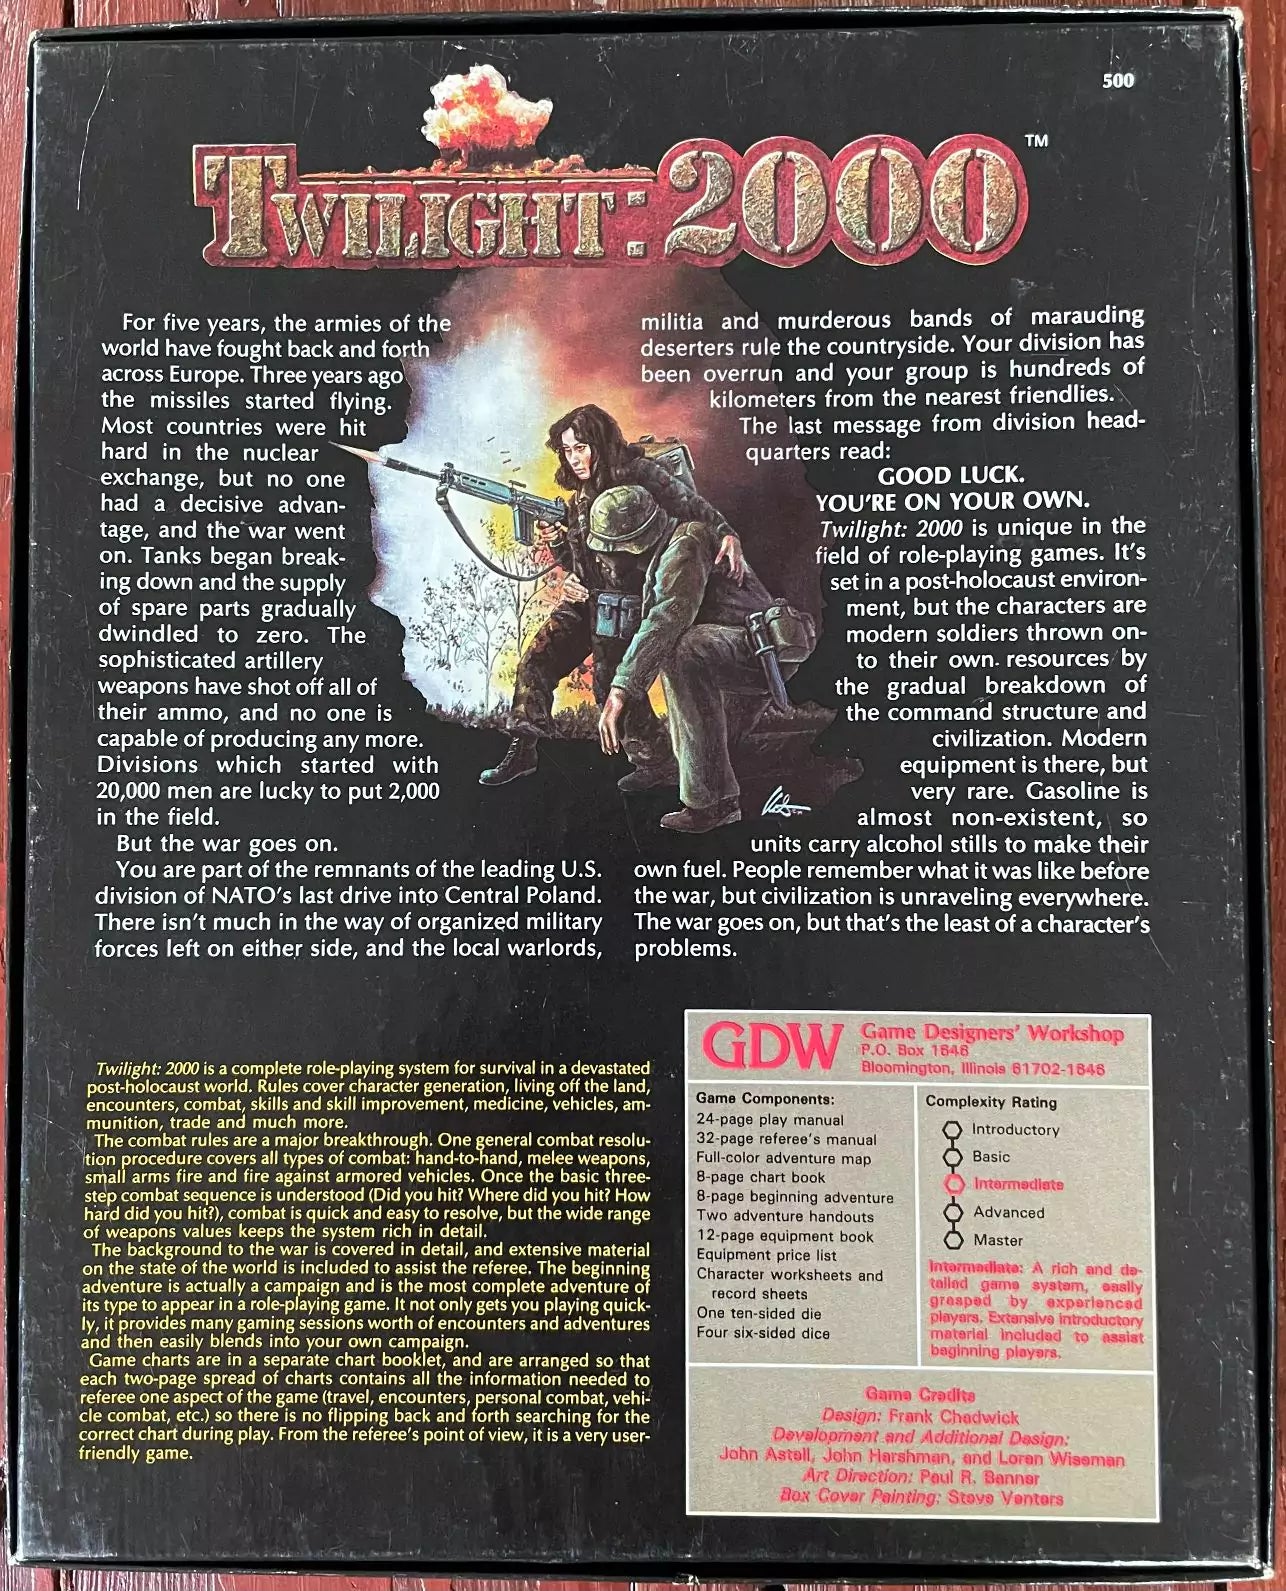 500
TWILIGHT: 2000 ™
For five years, the armies of the
world have fought back and forth
across Europe. Three years ago
the missiles started flying.
Most countries were hit
hard in the nuclear
exchange, but no one
had a decisive advan-
tage, and the war went
on. Tanks began break-
ing down and the supply
of spare parts gradually
dwindled to zero. The
sophisticated artillery
weapons have shot off all of
their ammo, and no one is
capable of producing any more.
Divisions which started with
20,000 men are lucky to put 2,000
in the field.
But the war goes on.
You are part of the remnants of the leading U.S.
division of NATO's last drive into Central Poland.
There isn't much in the way of organized military
forces left on either side, and the local warlords,
militia and murderous bands of marauding
deserters rule the countryside. Your division has
been overrun and your group is hundreds of
kilometers from the nearest friendlies.
The last message from division head-
quarters read:
GOOD LUCK.
YOU'RE ON YOUR OWN.
Twilight: 2000 is unique in the
field of role-playing games. It's
set in a post-holocaust environ-
ment, but the characters are
modern soldiers thrown on-
to their own resources by
the gradual breakdown of
the command structure and
civilization. Modern
equipment is there, but
very rare. Gasoline is
almost non-existent, so
units carry alcohol stills to make their
own fuel. People remember what it was like before
the war, but civilization is unraveling everywhere.
The war goes on, but that's the least of a character's
problems.
Twilight: 2000 is a complete role-playing system for survival in a devastated
post-holocaust world. Rules cover character generation, living off the land,
encounters, combat, skills and skill improvement, medicine, vehicles, am-
munition, trade and much more.
The combat rules are a major breakthrough. One general combat resolu-
tion procedure covers all types of combat: hand-to-hand, melee weapons,
small arms fire and fire against armored vehicles. Once the basic three-
step combat sequence is understood (Did you hit? Where did you hit? How
hard did you hit?), combat is quick and easy to resolve, but the wide range
of weapons values keeps the system rich in detail.
The background to the war is covered in detail, and extensive material
on the state of the world is included to assist the referee. The beginning
adventure is actually a campaign and is the most complete adventure of
its type to appear in a role-playing game. It not only gets you playing quick-
ly, it provides many gaming sessions worth of encounters and adventures
and then easily blends into your own campaign.
Game charts are in a separate chart booklet, and are arranged so that
each two-page spread of charts contains all the information needed to
referee one aspect of the game (travel, encounters, personal combat, vehi-
cle combat, etc.) so there is no flipping back and forth searching for the
correct chart during play. From the referee's point of view, it is a very user-
friendly game.
GDW Game Designers' Workshop
P.O. Box 1646
Bloomington, Illinois 61702-1646
Game Components:
24-page play manual
32-page referee's manual
Full-color adventure map
8-page chart book
8-page beginning adventure
Two adventure handouts
12-page equipment book
Equipment price list
Character worksheets and
record sheets
One ten-sided die
Four six-sided dice
Complexity Rating
Introductory
Basic
Intermediate
Advanced
Master
Intermediate: A rich and de-
tailed game system, easily
grasped by experienced
players. Extensive introductory
material included to assist
beginning players.
Game Credits
Design: Frank Chadwick
Development and Additional Design:
John Astell, John Harshman, and Loren Wiseman
Art Direction: Paul R. Banner
Box Cover Painting: Steve Venters